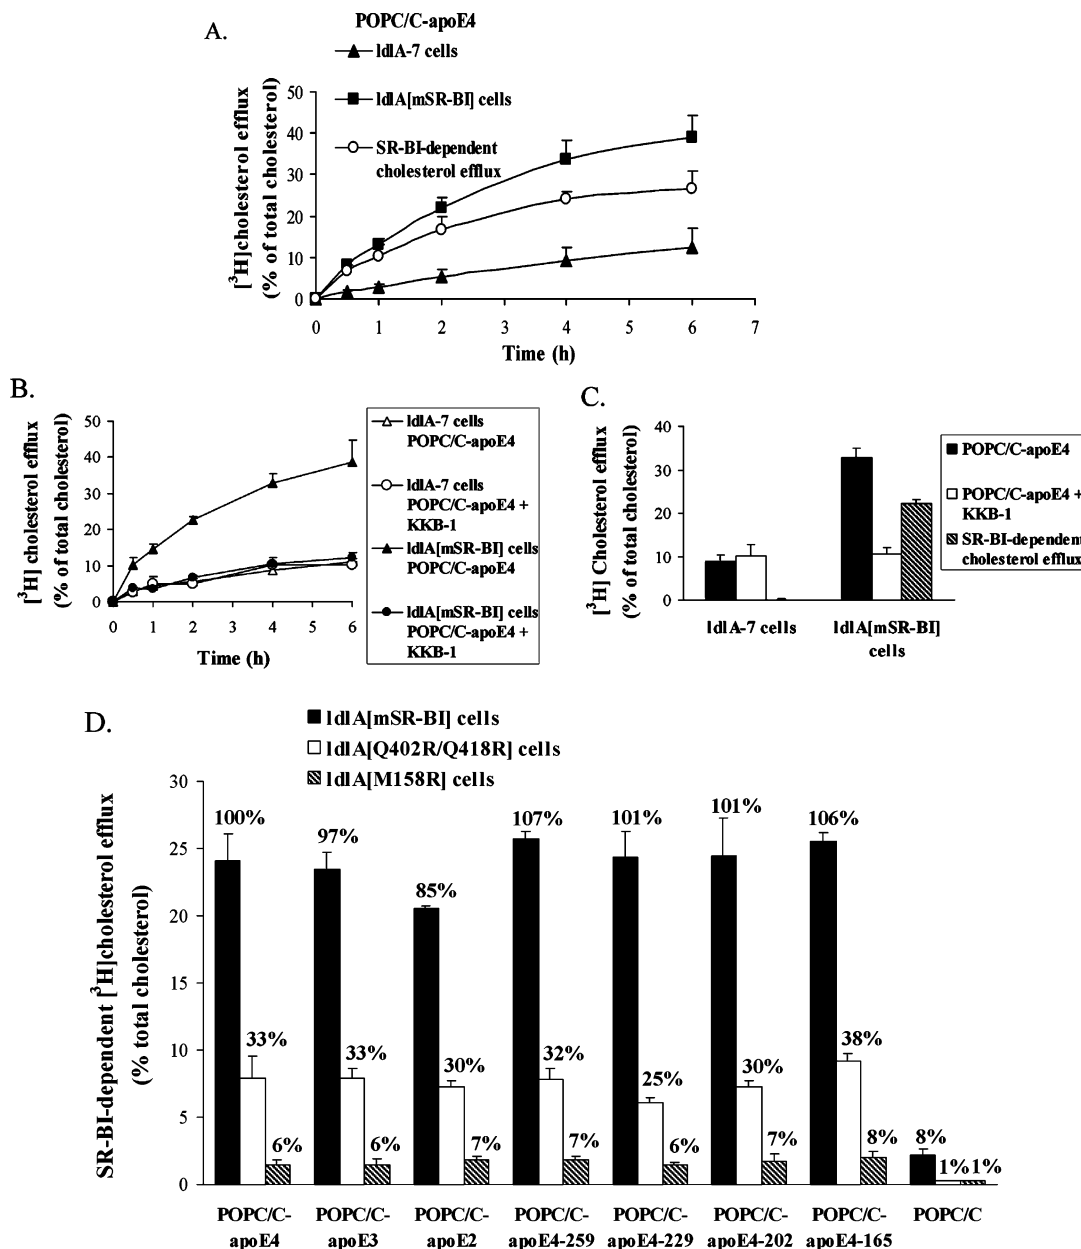 A.
POPC/C-apoE4
ldlA-7 cells
ldlA[mSR-BI] cells
SR-BI-dependent
cholesterol efflux
[³H]cholesterol efflux
(% of total cholesterol)
50
40
30
20
10
0
0 1 2 3 4 5 6 7
Time (h)
B.
[³H] cholesterol efflux
(% of total cholesterol)
50
40
30
20
10
0
0 1 2 3 4 5 6
Time (h)
ldlA-7 cells
POPC/C-apoE4
ldlA-7 cells
POPC/C-apoE4 +
KKB-1
ldlA[mSR-BI] cells
POPC/C-apoE4
ldlA[mSR-BI] cells
POPC/C-apoE4 +
KKB-1
C.
[³H] Cholesterol efflux
(% of total cholesterol)
40
30
20
10
0
ldlA-7 cells
ldlA[mSR-BI]
cells
POPC/C-apoE4
POPC/C-apoE4 +
KKB-1
SR-BI-dependent
cholesterol efflux
D.
ldlA[mSR-BI] cells
ldlA[Q402R/Q418R] cells
ldlA[M158R] cells
SR-BI-dependent [³H]cholesterol efflux
(% total cholesterol)
30
25
20
15
10
5
0
100% 33% 6%
97% 33% 6%
85% 30% 7%
107% 32% 7%
101% 25% 6%
101% 30% 7%
106% 38% 8%
8% 1% 1%
POPC/C-
apoE4
POPC/C-
apoE3
POPC/C-
apoE2
POPC/C-
apoE4-259
POPC/C-
apoE4-229
POPC/C-
apoE4-202
POPC/C-
apoE4-165
POPC/C